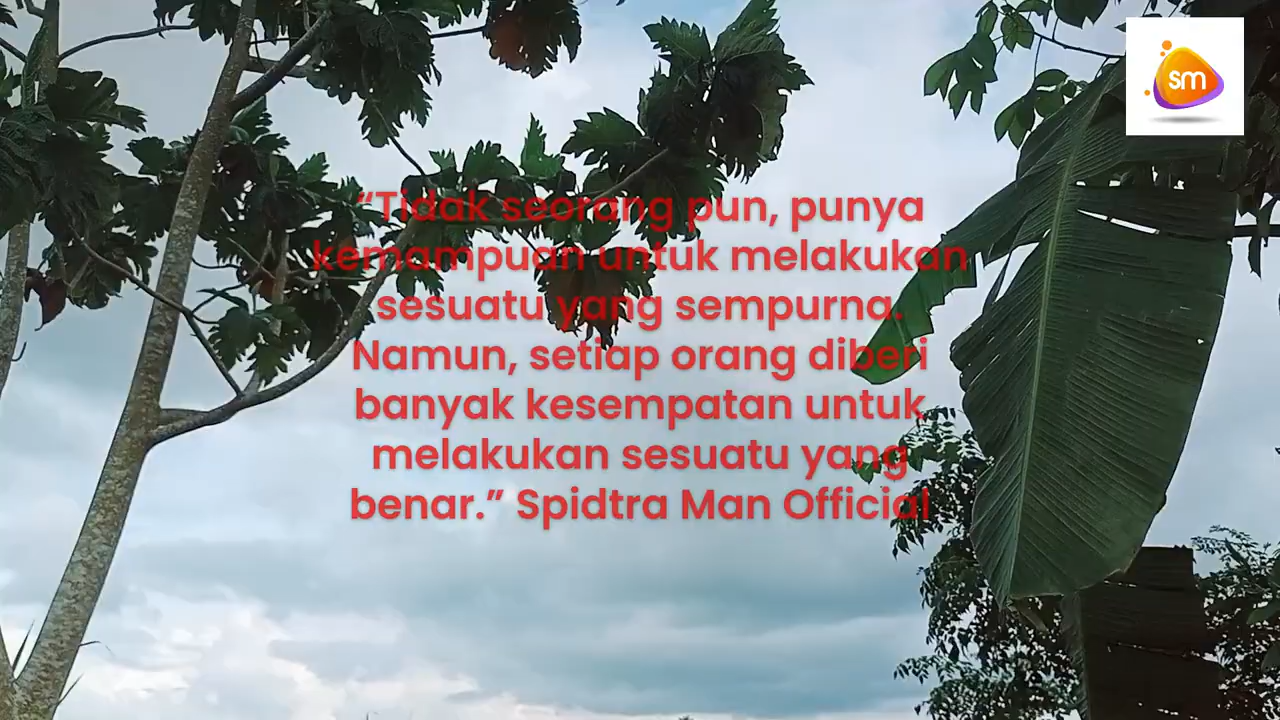 sm
“Tidak seorang pun, punya
kemampuan untuk melakukan
sesuatu yang sempurna.
Namun, setiap orang diberi
banyak kesempatan untuk
melakukan sesuatu yang
benar.” Spidtra Man Official